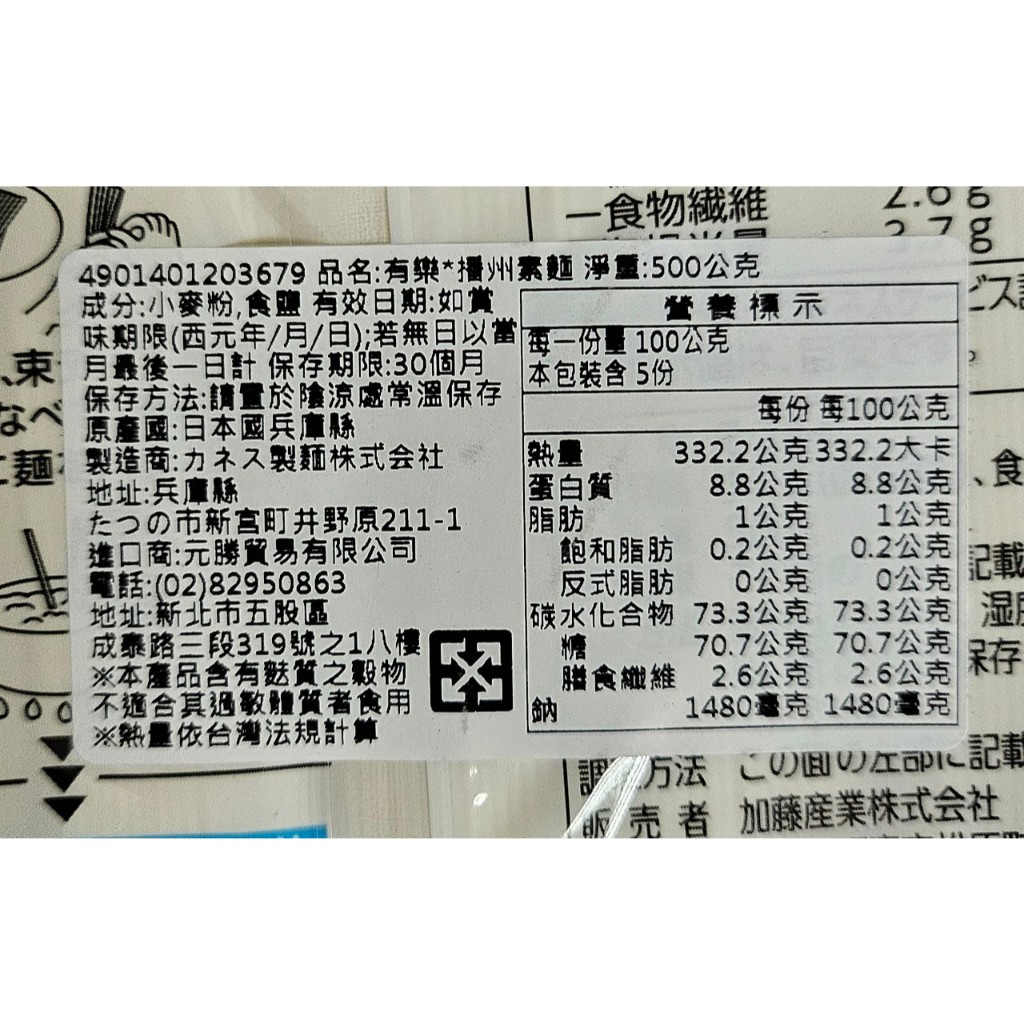 一食物繊維 2.6g
4901401203679 品名:有樂*播州素麵 淨重:500公克
成分:小麥粉,食鹽 有效日期:如賞
味期限(西元年/月/日);若無日以當
月最後一日計 保存期限:30個月
保存方法:請置於陰涼處常溫保存
原產國:日本國兵庫縣
製造商:カネス製麵株式会社
地址:兵庫縣
たつの市新宮町井野原211-1
進口商:元勝貿易有限公司
電話:(02)82950863
地址:新北市五股區
成泰路三段319號之1八樓
※本產品含有麩質之穀物
不適合其過敏體質者食用
※熱量依台灣法規計算
營養標示
每一份量 100公克
本包裝含 5份
每份 每100公克
熱量 332.2公克 332.2大卡
蛋白質 8.8公克 8.8公克
脂肪 1公克 1公克
飽和脂肪 0.2公克 0.2公克
反式脂肪 0公克 0公克
碳水化合物 73.3公克 73.3公克
糖 70.7公克 70.7公克
膳食纖維 2.6公克 2.6公克
鈉 1480毫克 1480毫克
束
なべ
麺
、食
記載
保存
方法 この面の左部に記載
販売者 加藤産業株式会社